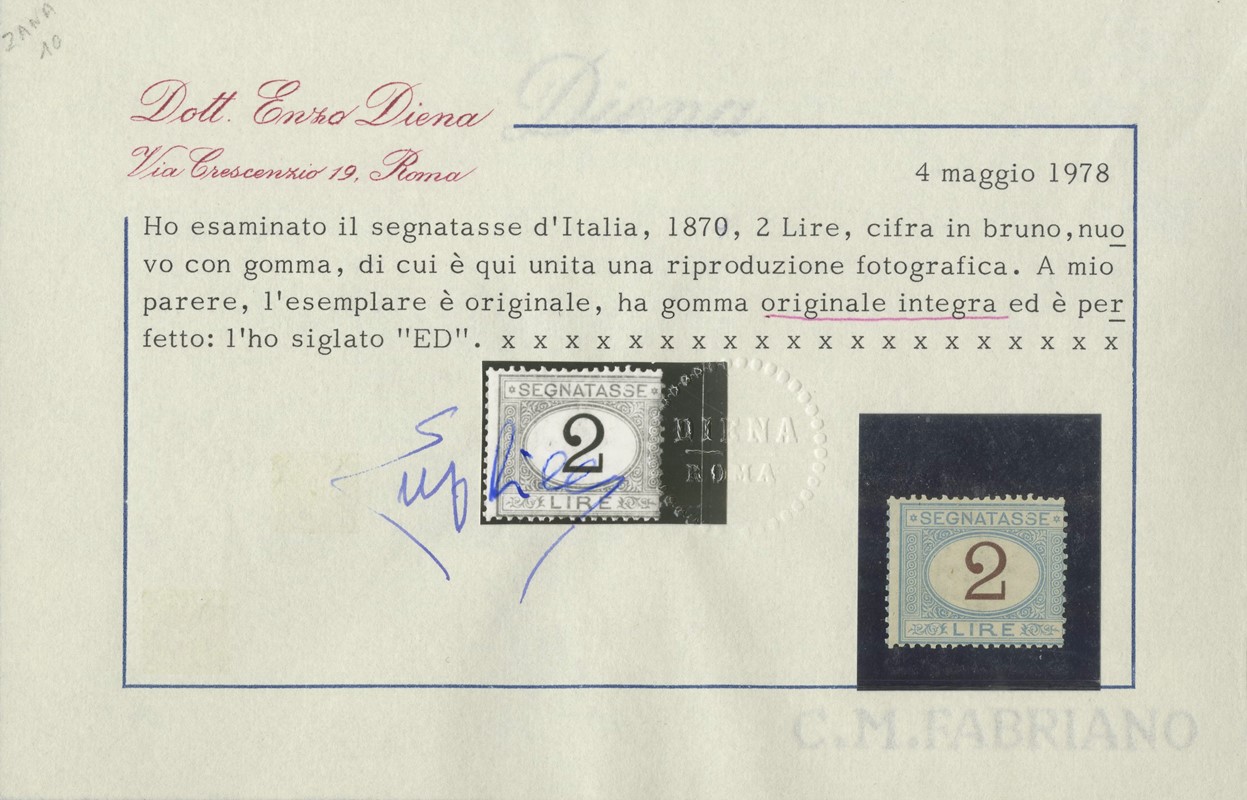 ZANA
10
Diena
Dott. Enzo Diena
Via Crescenzio 19, Roma
4 maggio 1978
Ho esaminato il segnatasse d'Italia, 1870, 2 Lire, cifra in bruno, nuo
vo con gomma, di cui è qui unita una riproduzione fotografica. A mio
parere, l'esemplare è originale, ha gomma originale integra ed è per
fetto: l'ho siglato "ED". x x x x x x x x x x x x x x x x x x x x
SEGNATASSE
2
LIRE
DIENA
ROMA
SEGNATASSE
2
LIRE
C.M.FABRIANO